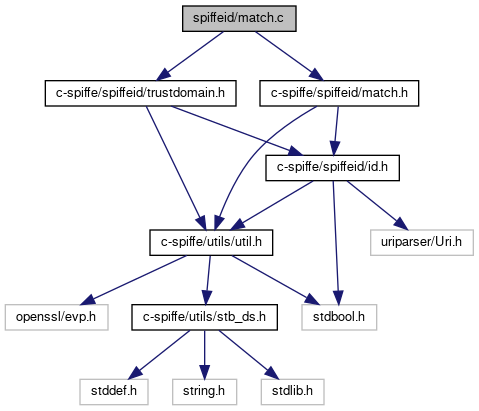 spiffeid/match.c
c-spiffe/spiffeid/trustdomain.h
c-spiffe/spiffeid/match.h
c-spiffe/spiffeid/id.h
c-spiffe/utils/util.h
uriparser/Uri.h
openssl/evp.h
c-spiffe/utils/stb_ds.h
stdbool.h
stddef.h
string.h
stdlib.h